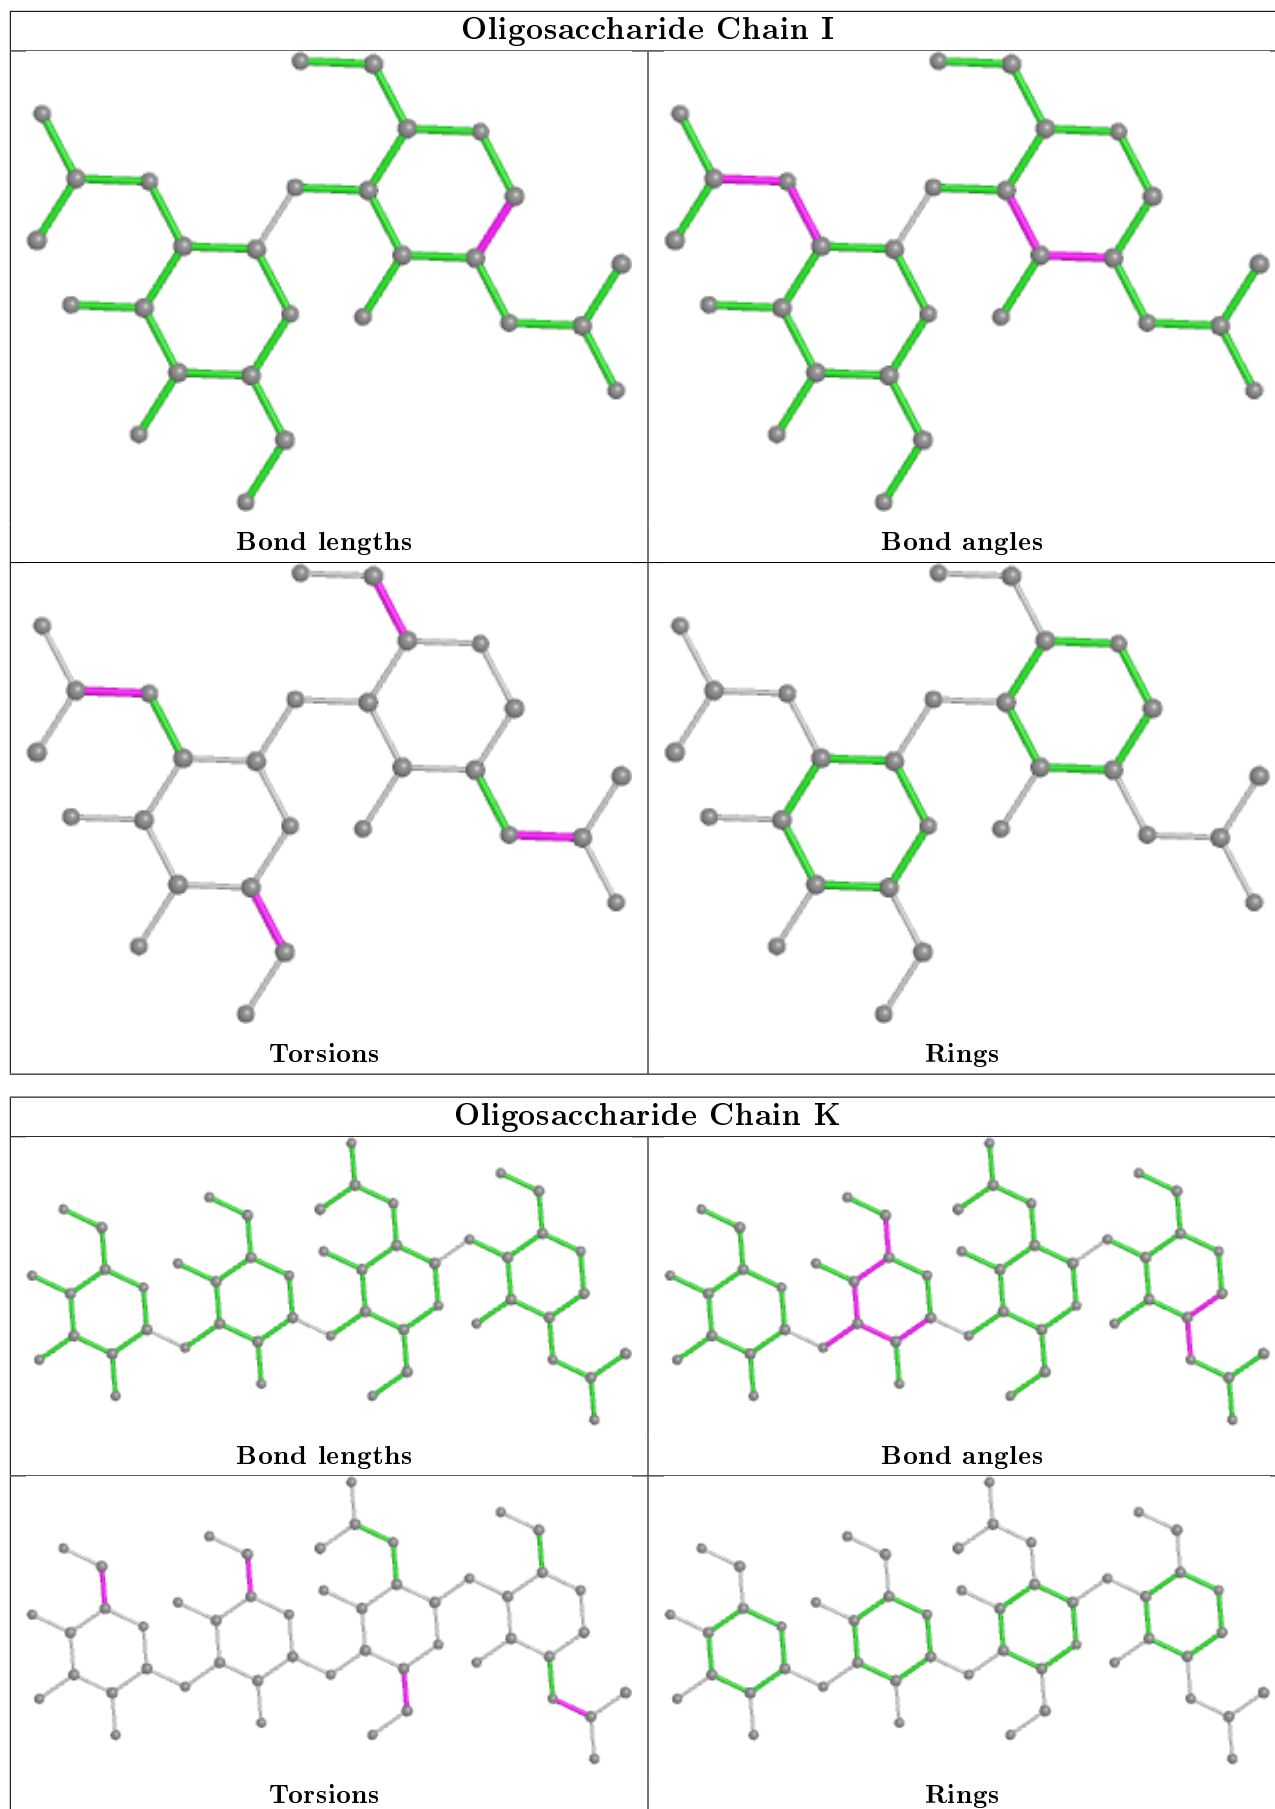 Oligosaccharide Chain I
Bond lengths
Bond angles
Torsions
Rings
Oligosaccharide Chain K
Bond lengths
Bond angles
Torsions
Rings